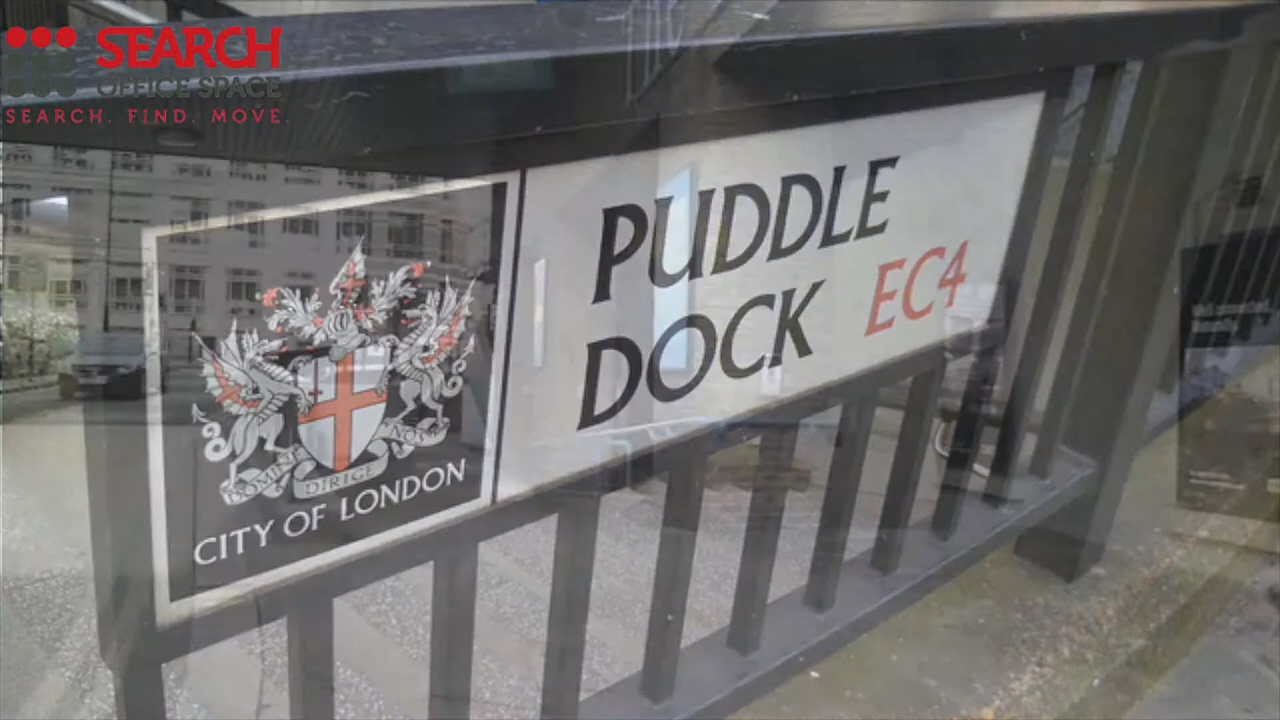 SEARCH
OFFICE SPACE
SEARCH. FIND. MOVE.
PUDDLE
DOCK EC4
DOMINE DIRIGE NOS
CITY OF LONDON